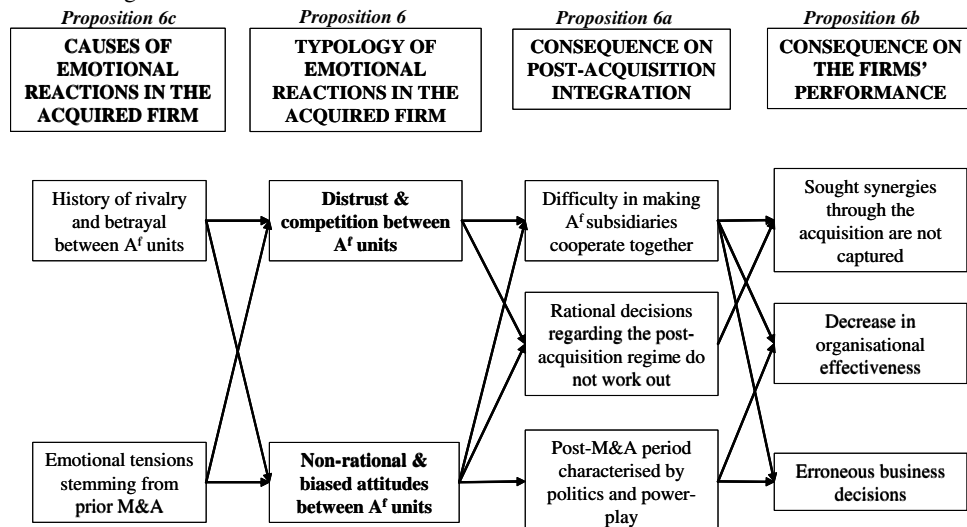 Proposition 6c
CAUSES OF
EMOTIONAL
REACTIONS IN THE
ACQUIRED FIRM
Proposition 6
TYPOLOGY OF
EMOTIONAL
REACTIONS IN THE
ACQUIRED FIRM
Proposition 6a
CONSEQUENCE ON
POST-ACQUISITION
INTEGRATION
Proposition 6b
CONSEQUENCE ON
THE FIRMS'
PERFORMANCE
History of rivalry
and betrayal
between Aᶠ units
Distrust &
competition between
Aᶠ units
Difficulty in making
Aᶠ subsidiaries
cooperate together
Sought synergies
through the
acquisition are not
captured
Rational decisions
regarding the post-
acquisition regime do
not work out
Decrease in
organisational
effectiveness
Emotional tensions
stemming from
prior M&A
Non-rational &
biased attitudes
between Aᶠ units
Post-M&A period
characterised by
politics and power-
play
Erroneous business
decisions